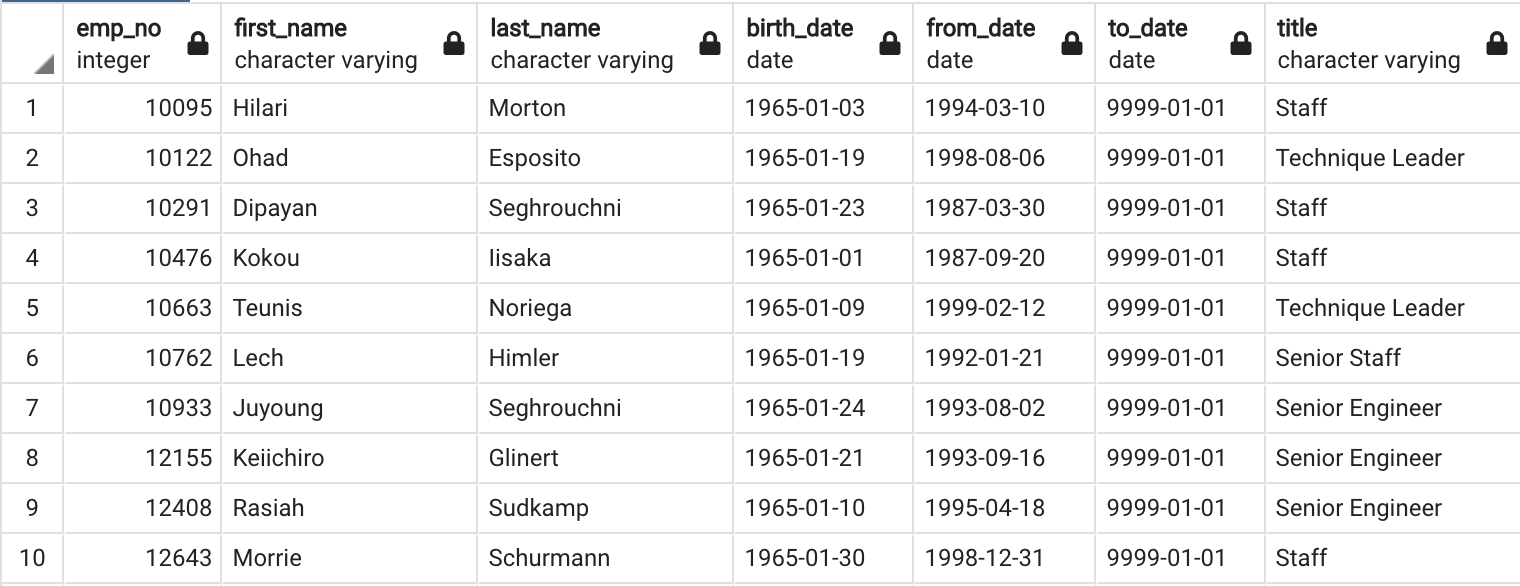 emp_no first_name last_name birth_date from_date to_date title
integer character varying character varying date date date character varying
1 10095 Hilari Morton 1965-01-03 1994-03-10 9999-01-01 Staff
2 10122 Ohad Esposito 1965-01-19 1998-08-06 9999-01-01 Technique Leader
3 10291 Dipayan Seghrouchni 1965-01-23 1987-03-30 9999-01-01 Staff
4 10476 Kokou Iisaka 1965-01-01 1987-09-20 9999-01-01 Staff
5 10663 Teunis Noriega 1965-01-09 1999-02-12 9999-01-01 Technique Leader
6 10762 Lech Himler 1965-01-19 1992-01-21 9999-01-01 Senior Staff
7 10933 Juyoung Seghrouchni 1965-01-24 1993-08-02 9999-01-01 Senior Engineer
8 12155 Keiichiro Glinert 1965-01-21 1993-09-16 9999-01-01 Senior Engineer
9 12408 Rasiah Sudkamp 1965-01-10 1995-04-18 9999-01-01 Senior Engineer
10 12643 Morrie Schurmann 1965-01-30 1998-12-31 9999-01-01 Staff